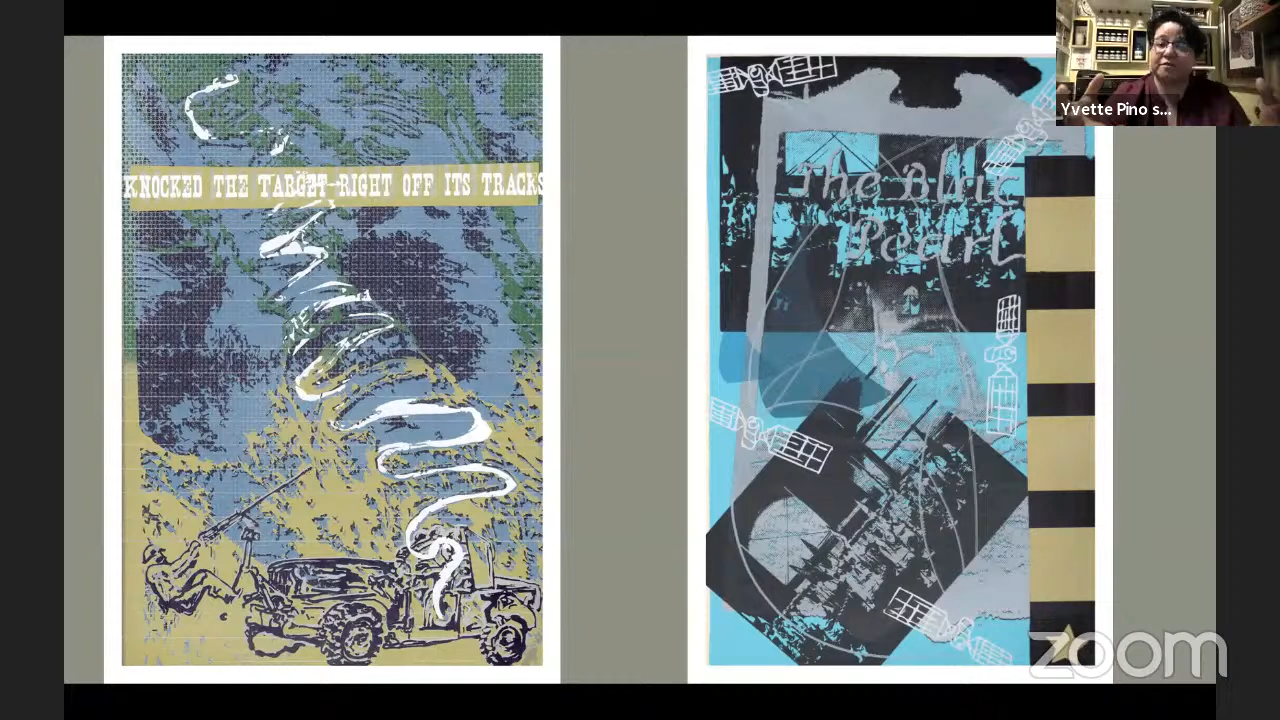 KNOCKED THE TARGET RIGHT OFF ITS TRACKS
The Blue
Pearl
Yvette Pino s...
zoom